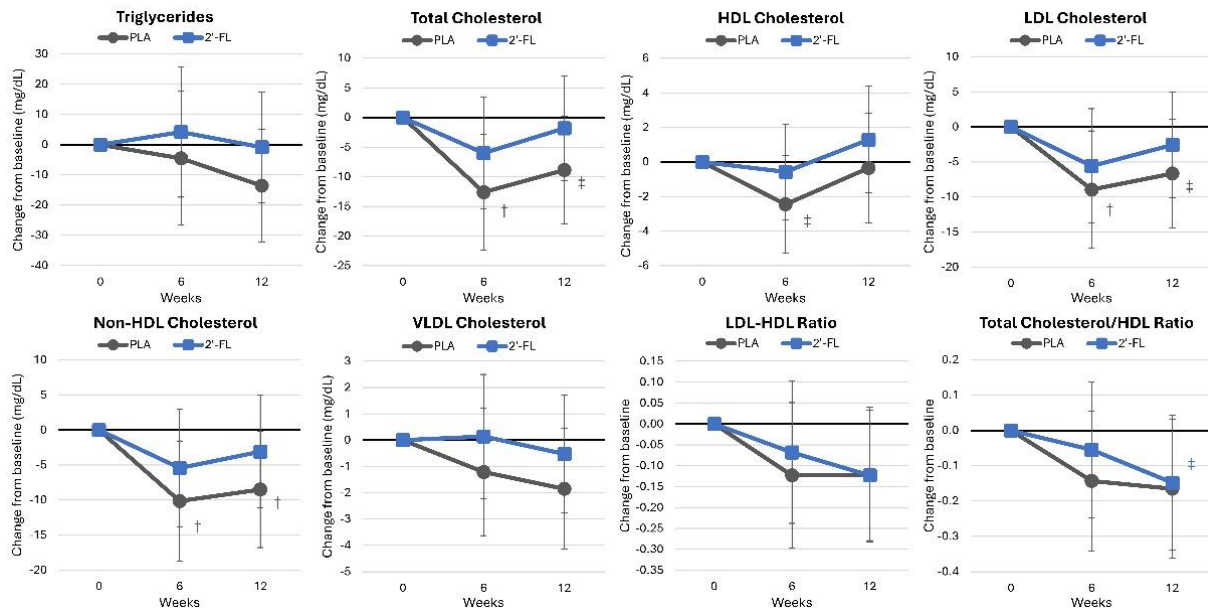 Triglycerides
PLA 2'-FL
Change from baseline (mg/dL)
30
20
10
0
-10
-20
-30
-40
0 6 12
Weeks
Total Cholesterol
PLA 2'-FL
Change from baseline (mg/dL)
10
5
0
-5
-10
-15
-20
-25
†
‡
0 6 12
Weeks
HDL Cholesterol
PLA 2'-FL
Change from baseline (mg/dL)
6
4
2
0
-2
-4
-6
‡
0 6 12
Weeks
LDL Cholesterol
PLA 2'-FL
Change from baseline (mg/dL)
10
5
0
-5
-10
-15
-20
†
‡
0 6 12
Weeks
Non-HDL Cholesterol
PLA 2'-FL
Change from baseline (mg/dL)
10
5
0
-5
-10
-15
-20
†
†
0 6 12
Weeks
VLDL Cholesterol
PLA 2'-FL
Change from baseline (mg/dL)
3
2
1
0
-1
-2
-3
-4
-5
0 6 12
Weeks
LDL-HDL Ratio
PLA 2'-FL
Change from baseline
0.15
0.10
0.05
0.00
-0.05
-0.10
-0.15
-0.20
-0.25
-0.30
-0.35
0 6 12
Weeks
Total Cholesterol/HDL Ratio
PLA 2'-FL
Change from baseline
0.2
0.1
0.0
-0.1
-0.2
-0.3
-0.4
‡
0 6 12
Weeks